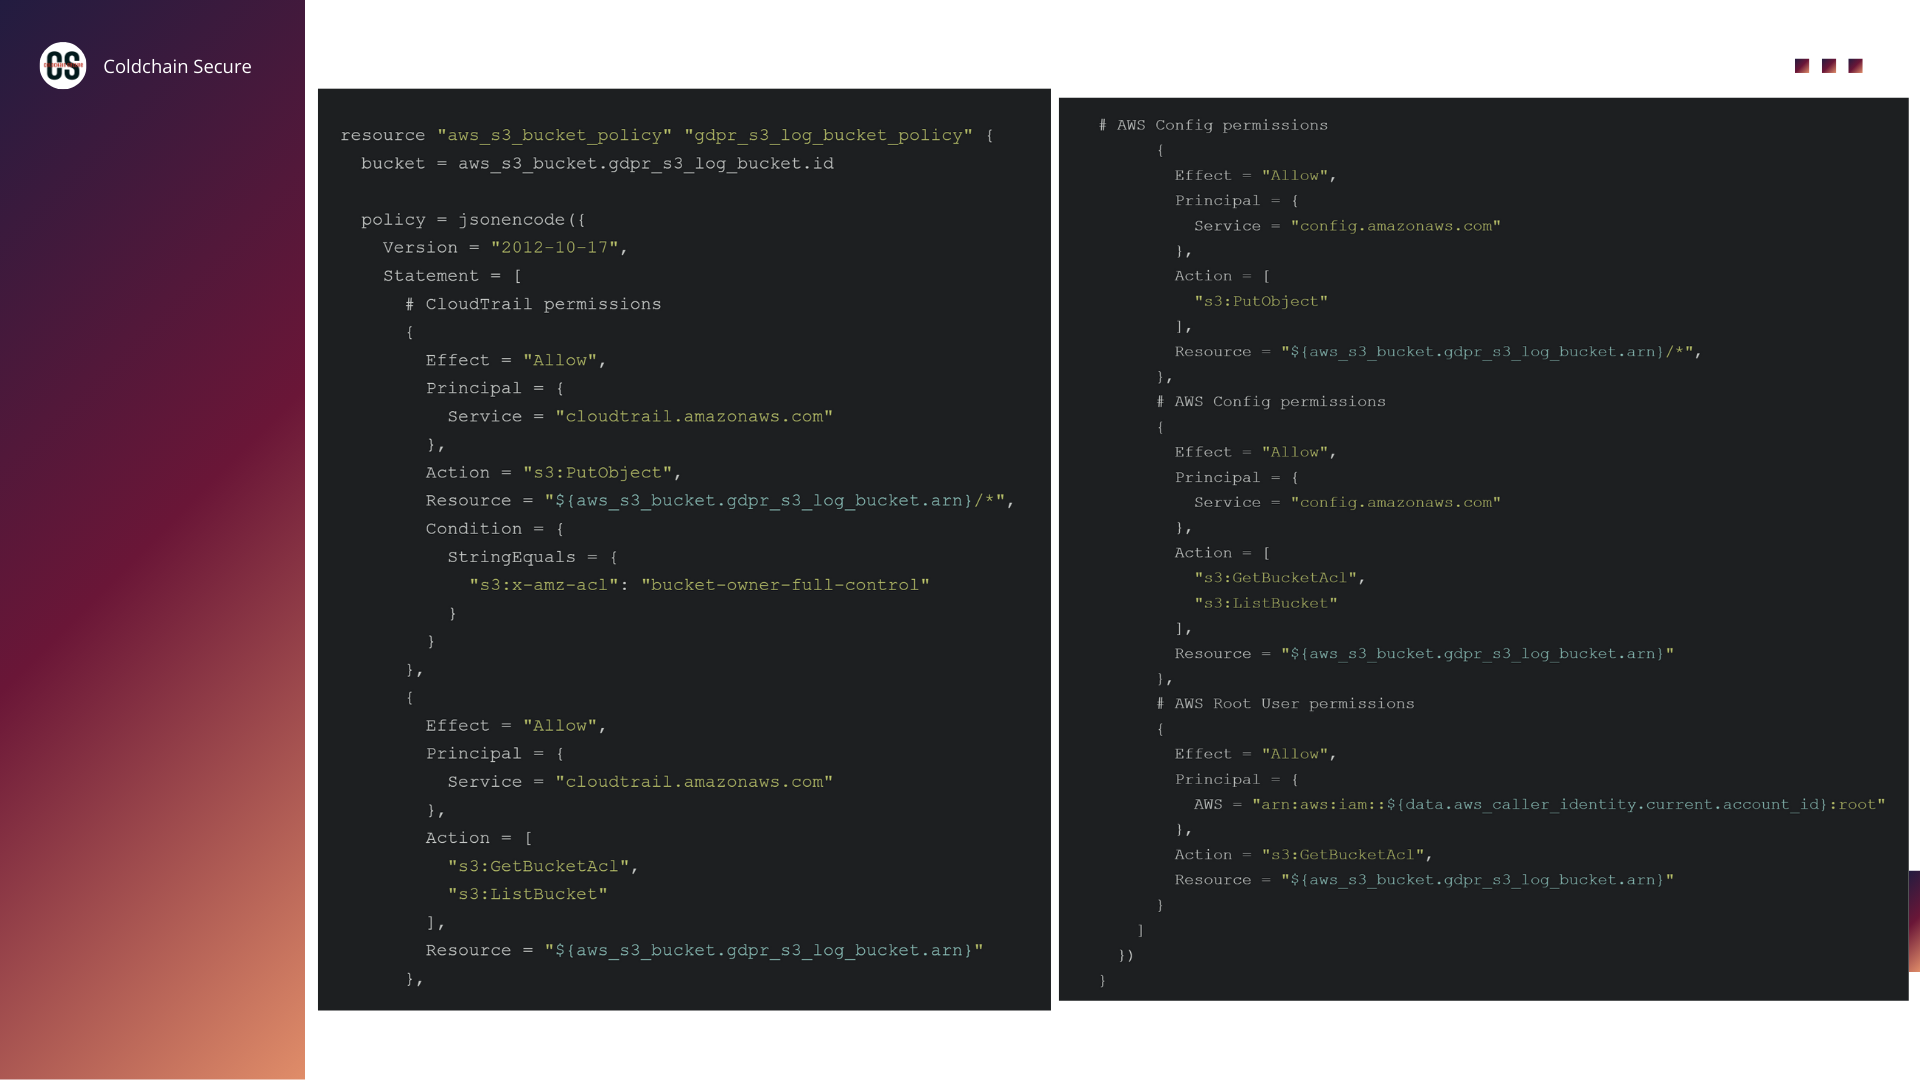 CS
Coldchain Secure
resource "aws_s3_bucket_policy" "gdpr_s3_log_bucket_policy" {
  bucket = aws_s3_bucket.gdpr_s3_log_bucket.id

  policy = jsonencode({
    Version = "2012-10-17",
    Statement = [
      # CloudTrail permissions
      {
        Effect = "Allow",
        Principal = {
          Service = "cloudtrail.amazonaws.com"
        },
        Action = "s3:PutObject",
        Resource = "${aws_s3_bucket.gdpr_s3_log_bucket.arn}/*",
        Condition = {
          StringEquals = {
            "s3:x-amz-acl": "bucket-owner-full-control"
          }
        }
      },
      {
        Effect = "Allow",
        Principal = {
          Service = "cloudtrail.amazonaws.com"
        },
        Action = [
          "s3:GetBucketAcl",
          "s3:ListBucket"
        ],
        Resource = "${aws_s3_bucket.gdpr_s3_log_bucket.arn}"
      },
# AWS Config permissions
      {
        Effect = "Allow",
        Principal = {
          Service = "config.amazonaws.com"
        },
        Action = [
          "s3:PutObject"
        ],
        Resource = "${aws_s3_bucket.gdpr_s3_log_bucket.arn}/*",
      },
      # AWS Config permissions
      {
        Effect = "Allow",
        Principal = {
          Service = "config.amazonaws.com"
        },
        Action = [
          "s3:GetBucketAcl",
          "s3:ListBucket"
        ],
        Resource = "${aws_s3_bucket.gdpr_s3_log_bucket.arn}"
      },
      # AWS Root User permissions
      {
        Effect = "Allow",
        Principal = {
          AWS = "arn:aws:iam::${data.aws_caller_identity.current.account_id}:root"
        },
        Action = "s3:GetBucketAcl",
        Resource = "${aws_s3_bucket.gdpr_s3_log_bucket.arn}"
      }
    ]
  })
}